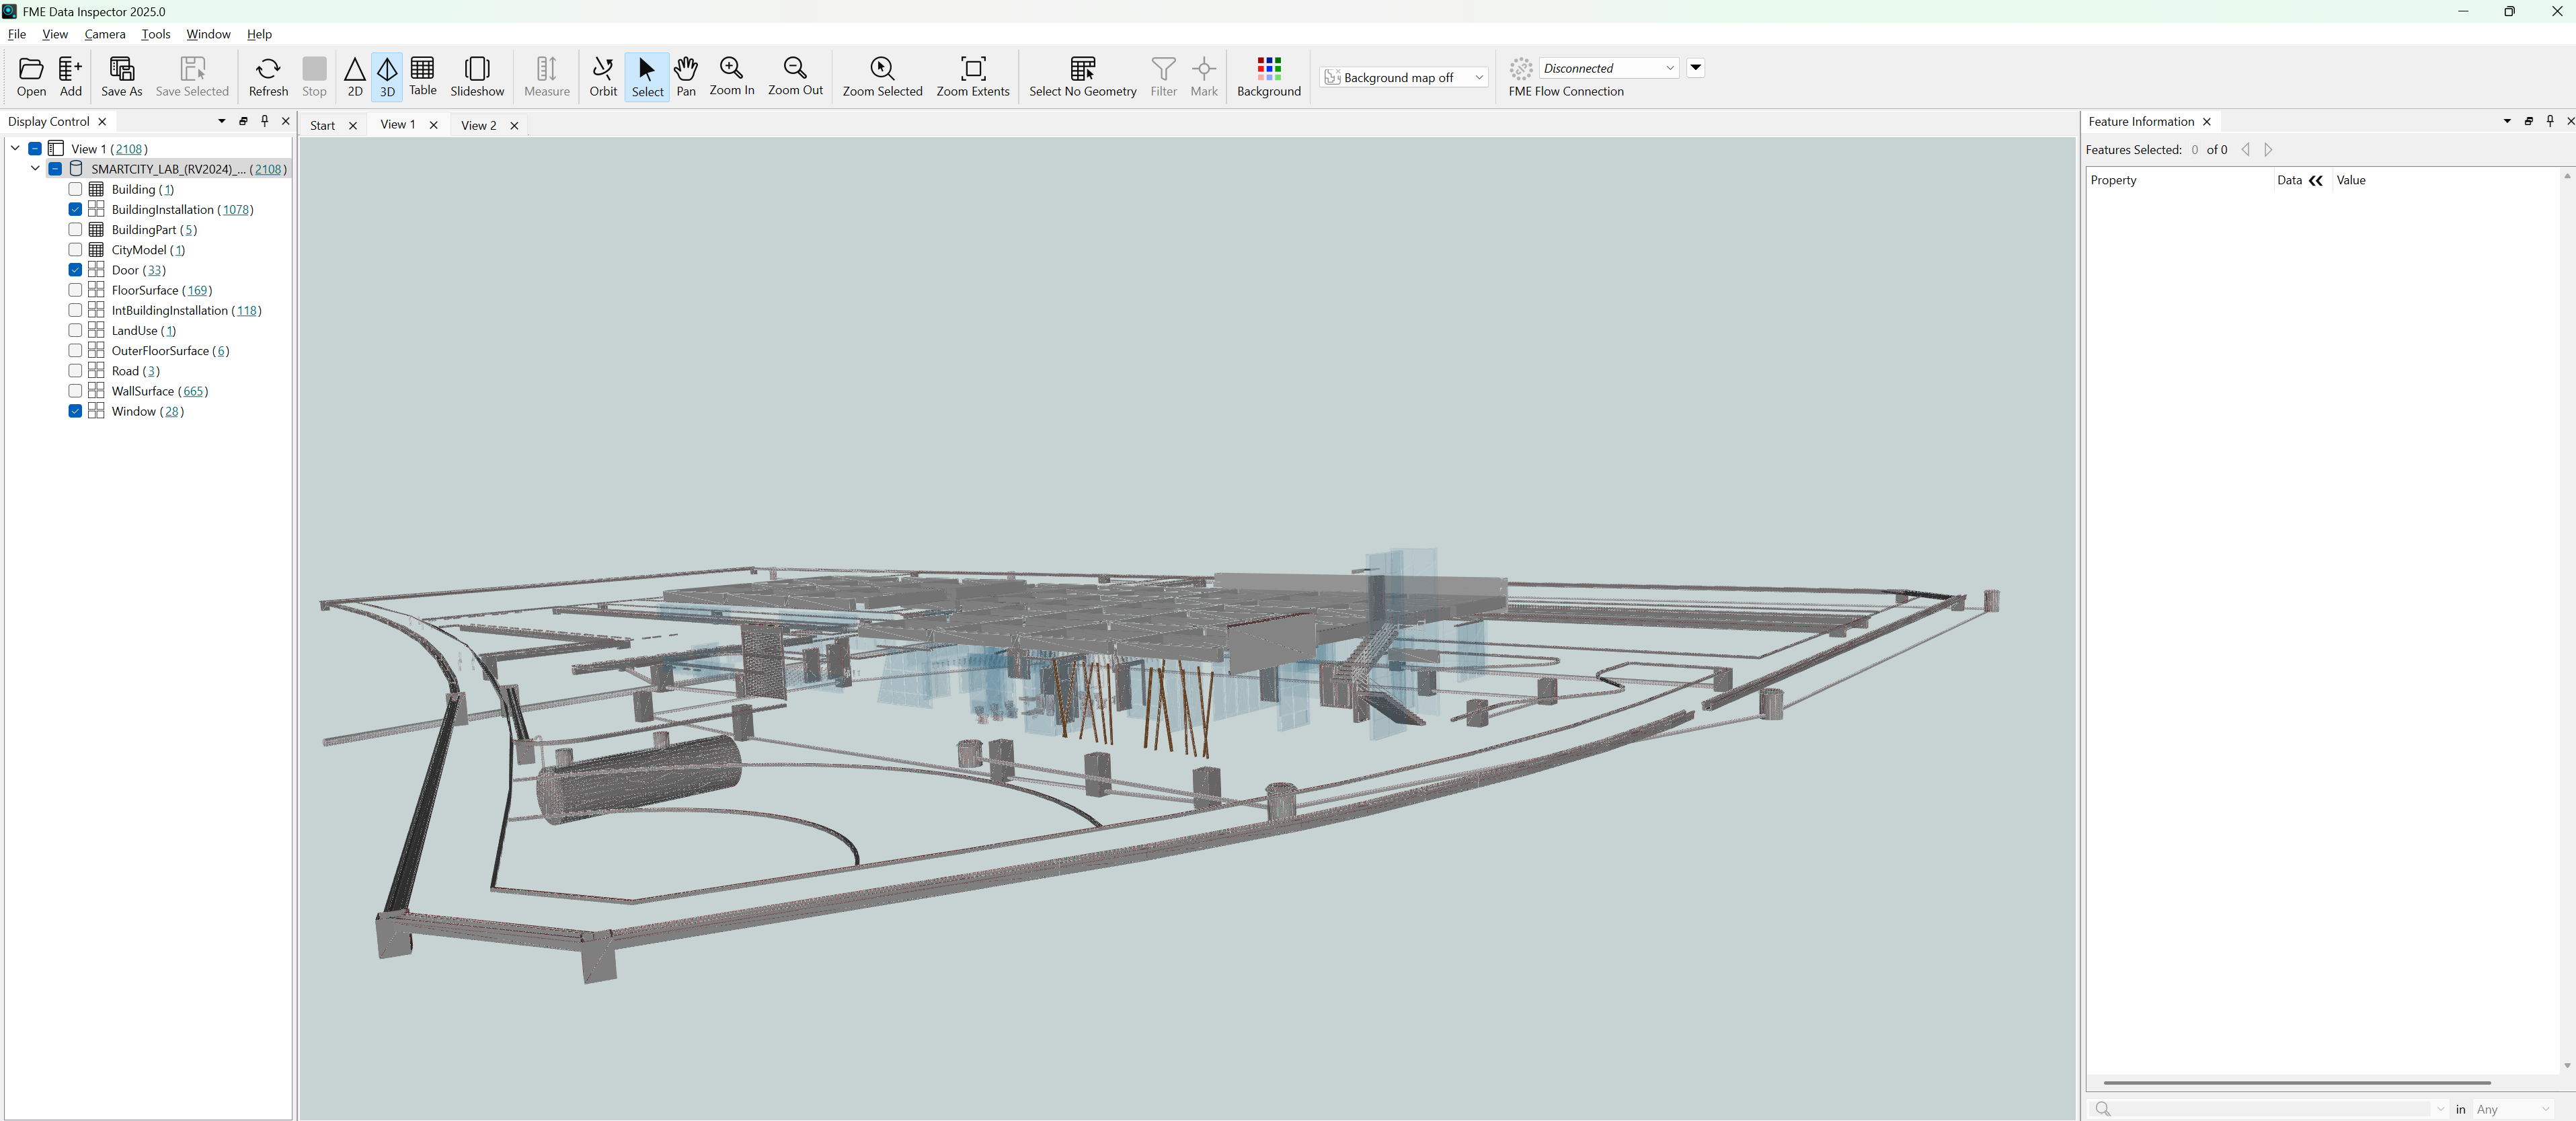 FME Data Inspector 2025.0
File View Camera Tools Window Help
Open Add Save As Save Selected Refresh Stop 2D 3D Table Slideshow Measure Orbit Select Pan Zoom In Zoom Out Zoom Selected Zoom Extents Select No Geometry Filter Mark Background
Background map off
Disconnected
FME Flow Connection
Display Control
View 1 (2108)
SMARTCITY_LAB_(RV2024)_... (2108)
Building (1)
BuildingInstallation (1078)
BuildingPart (5)
CityModel (1)
Door (33)
FloorSurface (169)
IntBuildingInstallation (118)
LandUse (1)
OuterFloorSurface (6)
Road (3)
WallSurface (665)
Window (28)
Start View 1 View 2
Feature Information
Features Selected: 0 of 0
Property Data Value
in Any